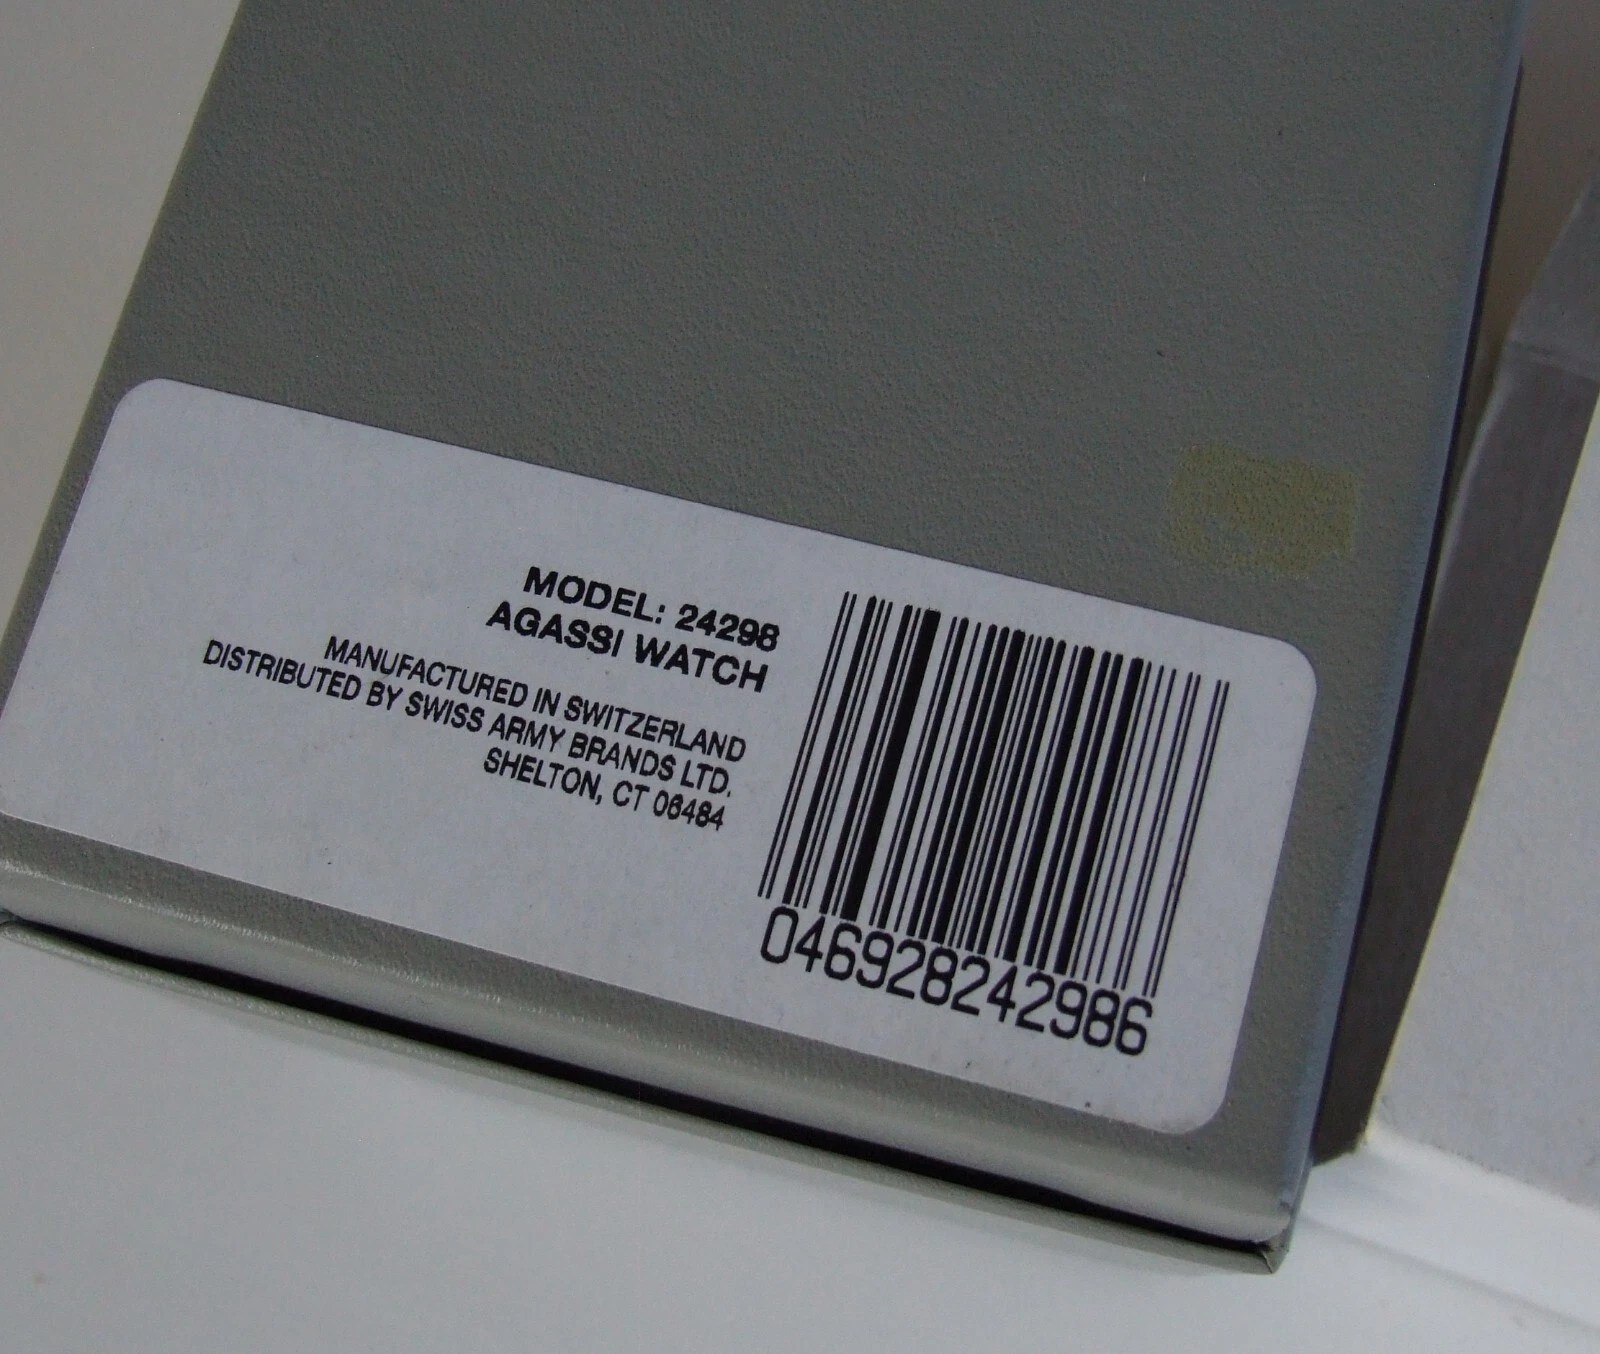 MODEL: 24298
AGASSI WATCH
MANUFACTURED IN SWITZERLAND
DISTRIBUTED BY SWISS ARMY BRANDS LTD.
SHELTON, CT 06484
046928242986